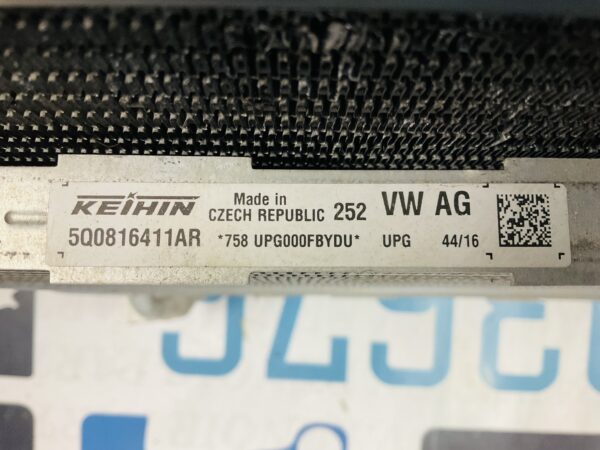 KEIHIN Made in CZECH REPUBLIC 252 VW AG
5Q0816411AR *758 UPG000FBYDU* UPG 44/16